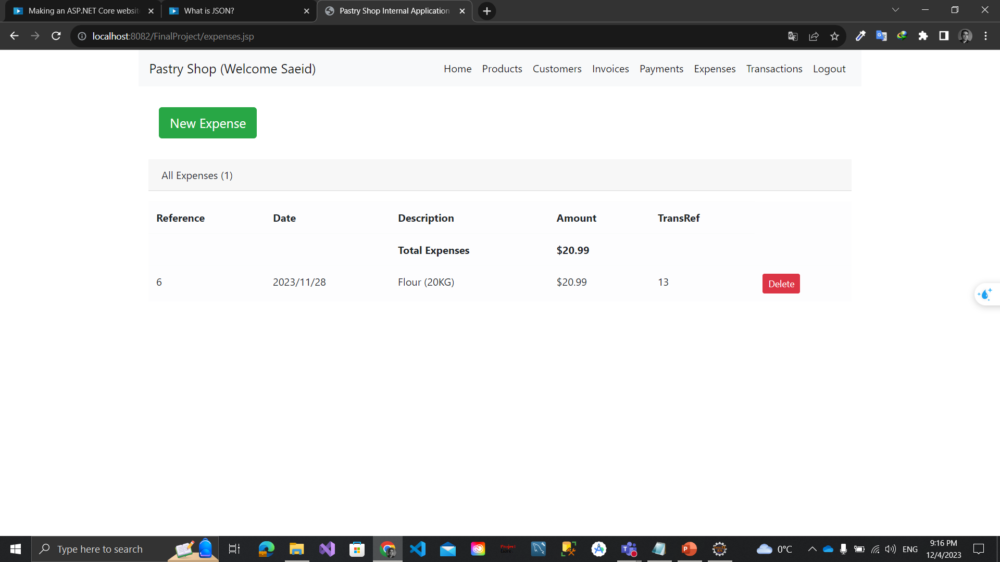 Making an ASP.NET Core websit
What is JSON?
Pastry Shop Internal Application
localhost:8082/FinalProject/expenses.jsp
Pastry Shop (Welcome Saeid)
Home Products Customers Invoices Payments Expenses Transactions Logout
New Expense
All Expenses (1)
Reference Date Description Amount TransRef
Total Expenses $20.99
6 2023/11/28 Flour (20KG) $20.99 13 Delete
Type here to search
0°C
ENG
9:16 PM
12/4/2023